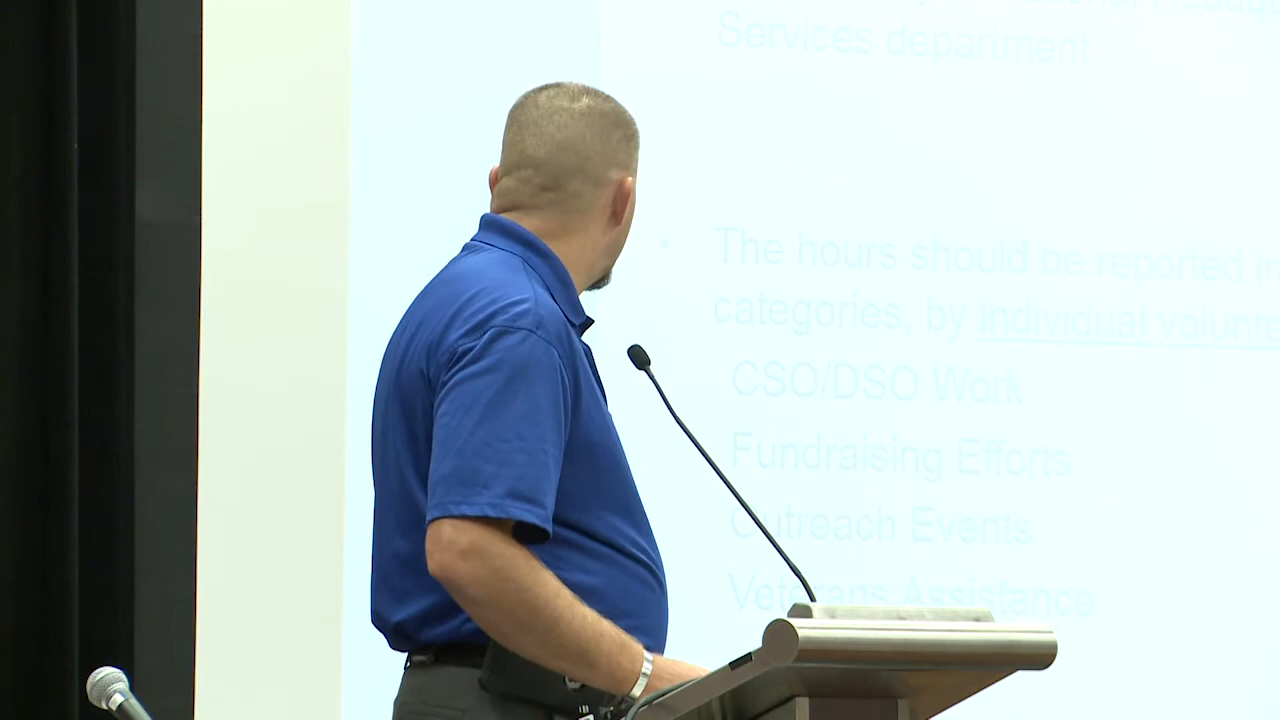 Services department.
• The hours should be reported in
categories, by individual
CSO/DSO Work
Fundraising Efforts
Outreach Events
Veterans Assistance